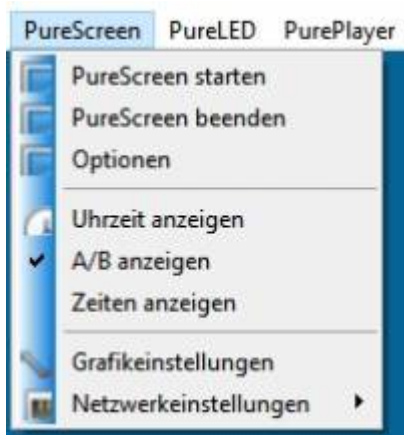 PureScreen PureLED PurePlayer
PureScreen starten
PureScreen beenden
Optionen
Uhrzeit anzeigen
A/B anzeigen
Zeiten anzeigen
Grafikeinstellungen
Netzwerkeinstellungen